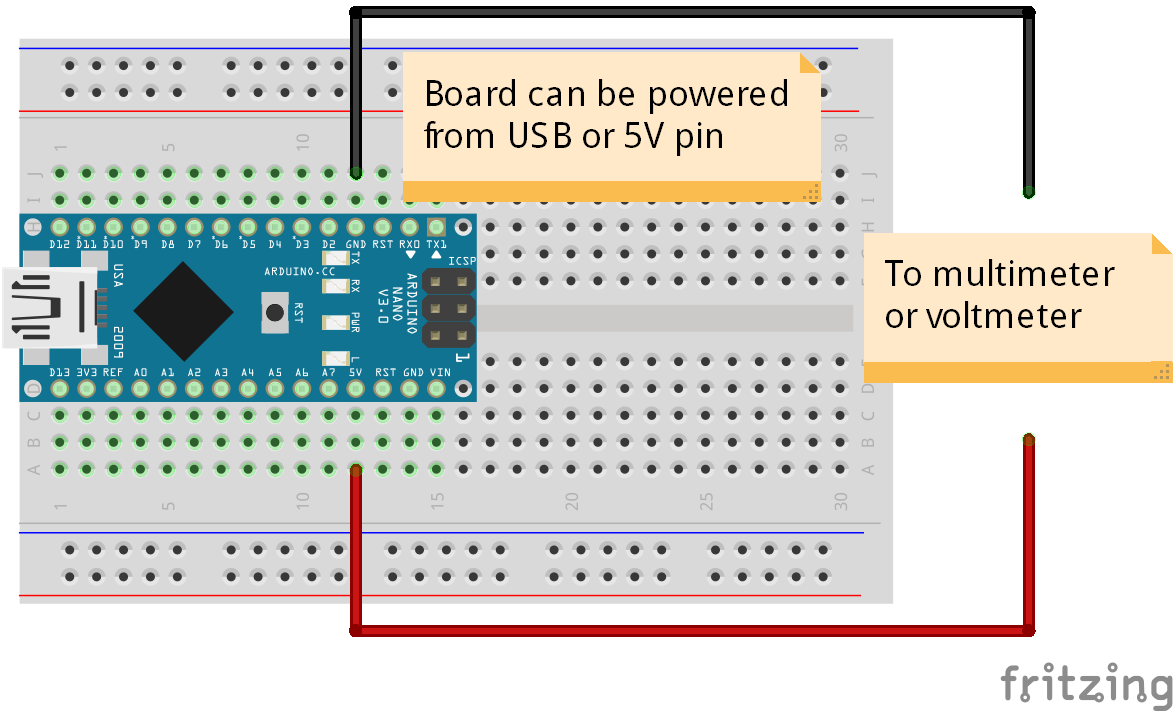 Board can be powered
from USB or 5V pin
1 5 10 30
J J
I
H H
D12 *D11 *D10 *D9 D8 D7 *D6 *D5 D4 *D3 D2 GND RST RX0 TX1
TX
ICSP
ARDUINO.CC
USA
RX
RST
ARDUINO
NANO
V3.0
PWR
2009
L
1
D13 3V3 REF A0 A1 A2 A3 A4 A5 A6 A7 5V RST GND VIN
To multimeter
or voltmeter
D D
C C
B B
A A
1 5 10 15 20 25 30
fritzing